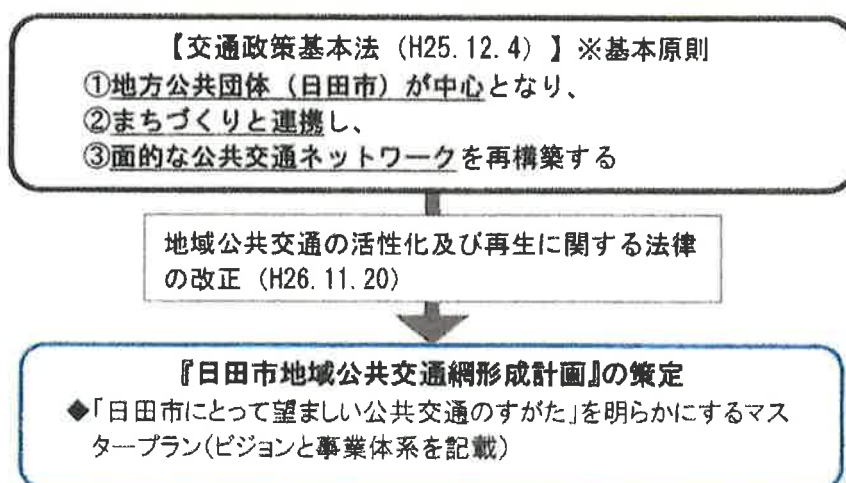 【交通政策基本法(H25.12.4)】※基本原則
①地方公共団体(日田市)が中心となり、
②まちづくりと連携し、
③面的な公共交通ネットワークを再構築する
地域公共交通の活性化及び再生に関する法律
の改正(H26.11.20)
『日田市地域公共交通網形成計画』の策定
◆「日田市にとって望ましい公共交通のすがた」を明らかにするマス
タープラン(ビジョンと事業体系を記載)